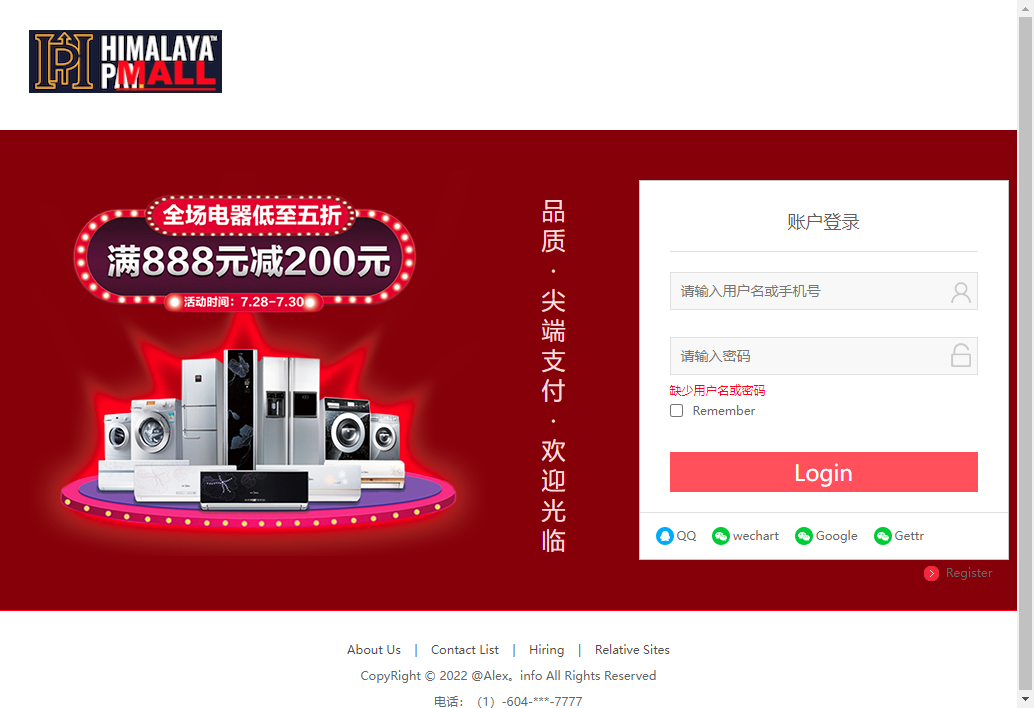 HIMALAYA™
P.M.MALL
全场电器低至五折
满888元减200元
活动时间：7.28-7.30
品质·尖端支付·欢迎光临
账户登录
请输入用户名或手机号
请输入密码
缺少用户名或密码
Remember
Login
QQ
wechart
Google
Gettr
Register
About Us | Contact List | Hiring | Relative Sites
CopyRight © 2022 @Alex。info All Rights Reserved
电话：（1）-604-***-7777